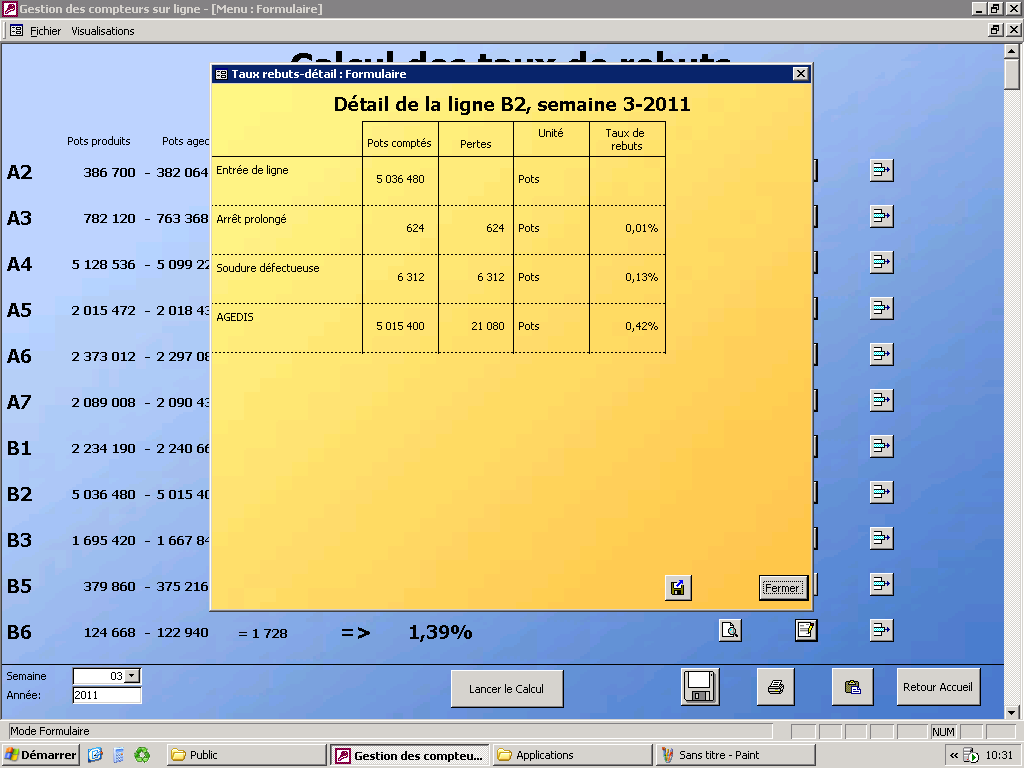 Gestion des compteurs sur ligne - [Menu : Formulaire]
Fichier Visualisations
Calcul des taux de rebuts
Taux rebuts-détail : Formulaire
Détail de la ligne B2, semaine 3-2011
Pots comptés Pertes Unité Taux de rebuts
Entrée de ligne 5 036 480 Pots
Arrêt prolongé 624 624 Pots 0,01%
Soudure défectueuse 6 312 6 312 Pots 0,13%
AGEDIS 5 015 400 21 080 Pots 0,42%
Fermer
Pots produits Pots aged
A2 386 700 - 382 064
A3 782 120 - 763 368
A4 5 128 536 - 5 099 22
A5 2 015 472 - 2 018 43
A6 2 373 012 - 2 297 08
A7 2 089 008 - 2 090 43
B1 2 234 190 - 2 240 66
B2 5 036 480 - 5 015 40
B3 1 695 420 - 1 667 84
B5 379 860 - 375 216
B6 124 668 - 122 940 = 1 728 => 1,39%
Semaine 03
Année: 2011
Lancer le Calcul
Retour Accueil
Mode Formulaire NUM
Démarrer Public Gestion des compteu... Applications Sans titre - Paint « 10:31